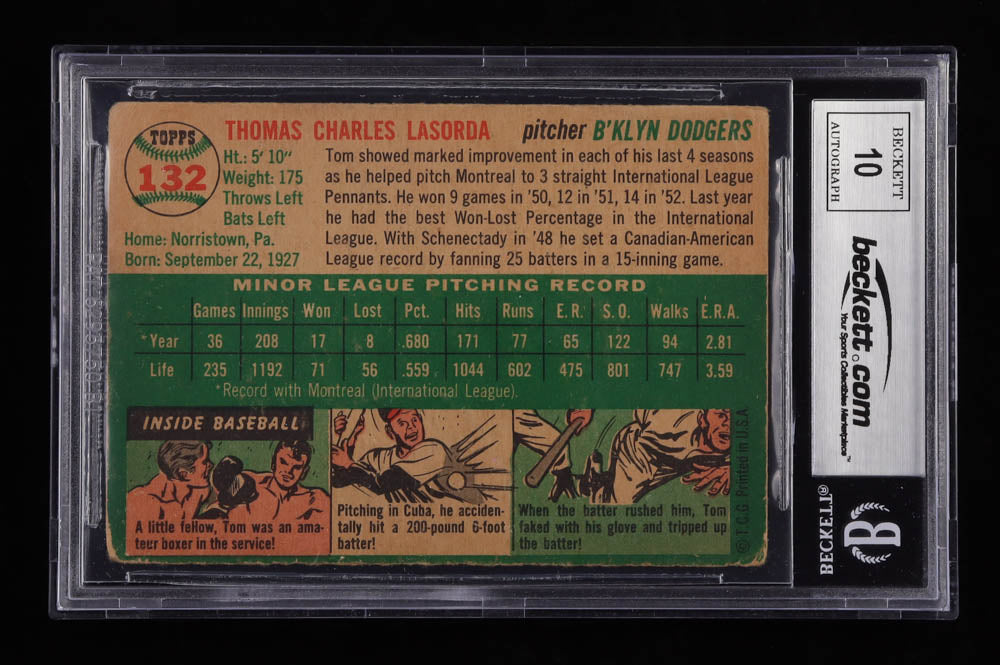 TOPPS
132
THOMAS CHARLES LASORDA pitcher B'KLYN DODGERS
Ht.: 5' 10"
Weight: 175
Throws Left
Bats Left
Home: Norristown, Pa.
Born: September 22, 1927
Tom showed marked improvement in each of his last 4 seasons
as he helped pitch Montreal to 3 straight International League
Pennants. He won 9 games in '50, 12 in '51, 14 in '52. Last year
he had the best Won-Lost Percentage in the International
League. With Schenectady in '48 he set a Canadian-American
League record by fanning 25 batters in a 15-inning game.
MINOR LEAGUE PITCHING RECORD
Games Innings Won Lost Pct. Hits Runs E.R. S.O. Walks E.R.A.
*Year 36 208 17 8 .680 171 77 65 122 94 2.81
Life 235 1192 71 56 .559 1044 602 475 801 747 3.59
*Record with Montreal (International League).
INSIDE BASEBALL
A little fellow, Tom was an ama-
teur boxer in the service!
Pitching in Cuba, he acciden-
tally hit a 200-pound 6-foot
batter!
When the batter rushed him, Tom
faked with his glove and tripped up
the batter!
© T.C.G. Printed in U.S.A.
BECKETT
10
AUTOGRAPH
beckett.com
Your Sports Collectibles Marketplace™
BECKETT®
B